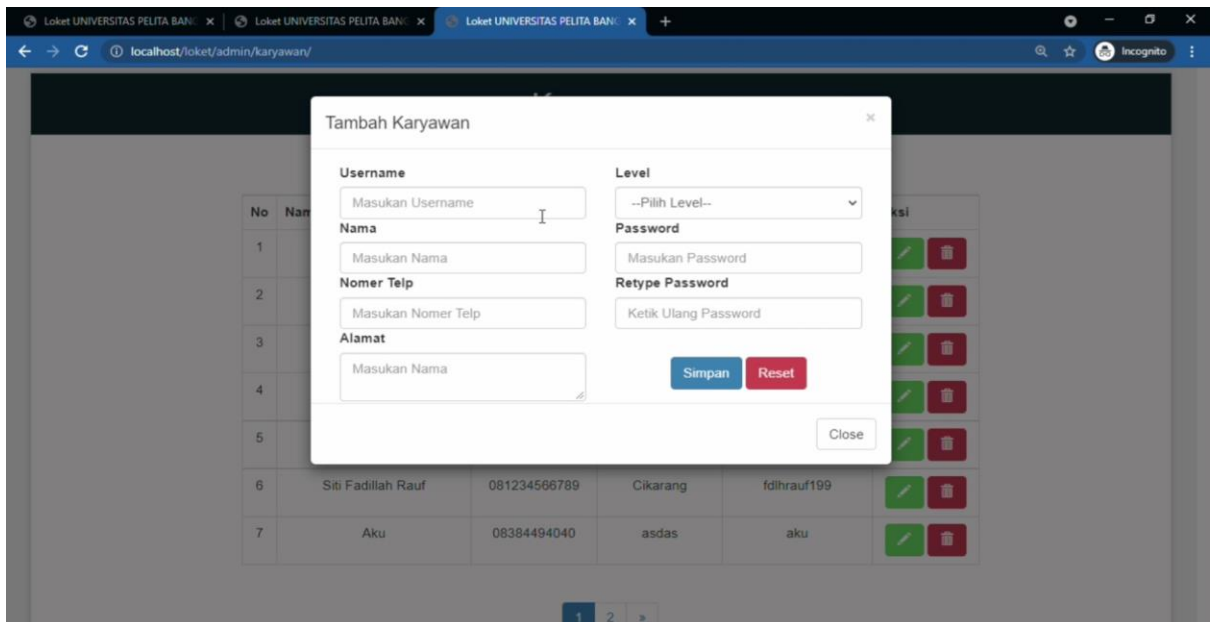 Loket UNIVERSITAS PELITA BANG
Loket UNIVERSITAS PELITA BANG
Loket UNIVERSITAS PELITA BANG
localhost/loket/admin/karyawan/
Incognito
Tambah Karyawan
×
Username
Level
Masukan Username
--Pilih Level--
Nama
Password
Masukan Nama
Masukan Password
Nomer Telp
Retype Password
Masukan Nomer Telp
Ketik Ulang Password
Alamat
Masukan Nama
Simpan
Reset
Close
No Nam ksi
1
2
3
4
5
6 Siti Fadillah Rauf 081234566789 Cikarang fdlhrauf199
7 Aku 08384494040 asdas aku
1 2 »